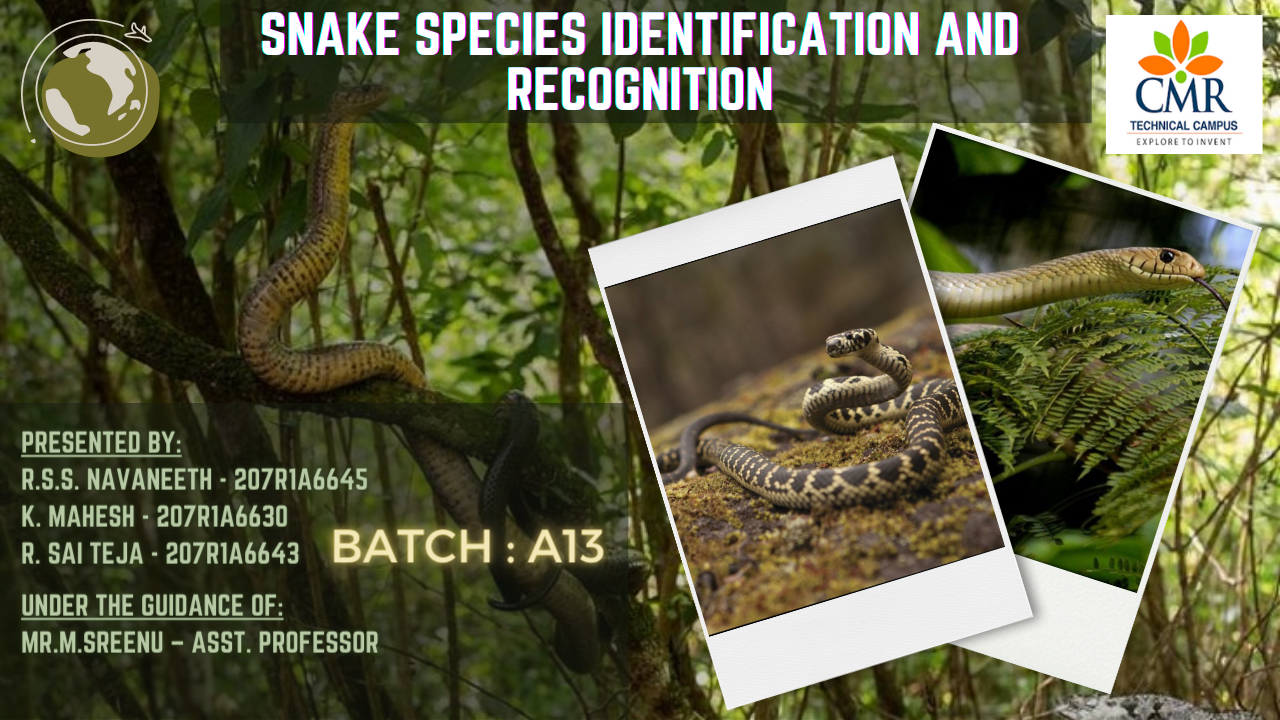 SNAKE SPECIES IDENTIFICATION AND
RECOGNITION
CMR
TECHNICAL CAMPUS
EXPLORE TO INVENT
PRESENTED BY:
R.S.S. NAVANEETH - 207R1A6645
K. MAHESH - 207R1A6630
R. SAI TEJA - 207R1A6643
BATCH : A13
UNDER THE GUIDANCE OF:
MR.M.SREENU – ASST. PROFESSOR